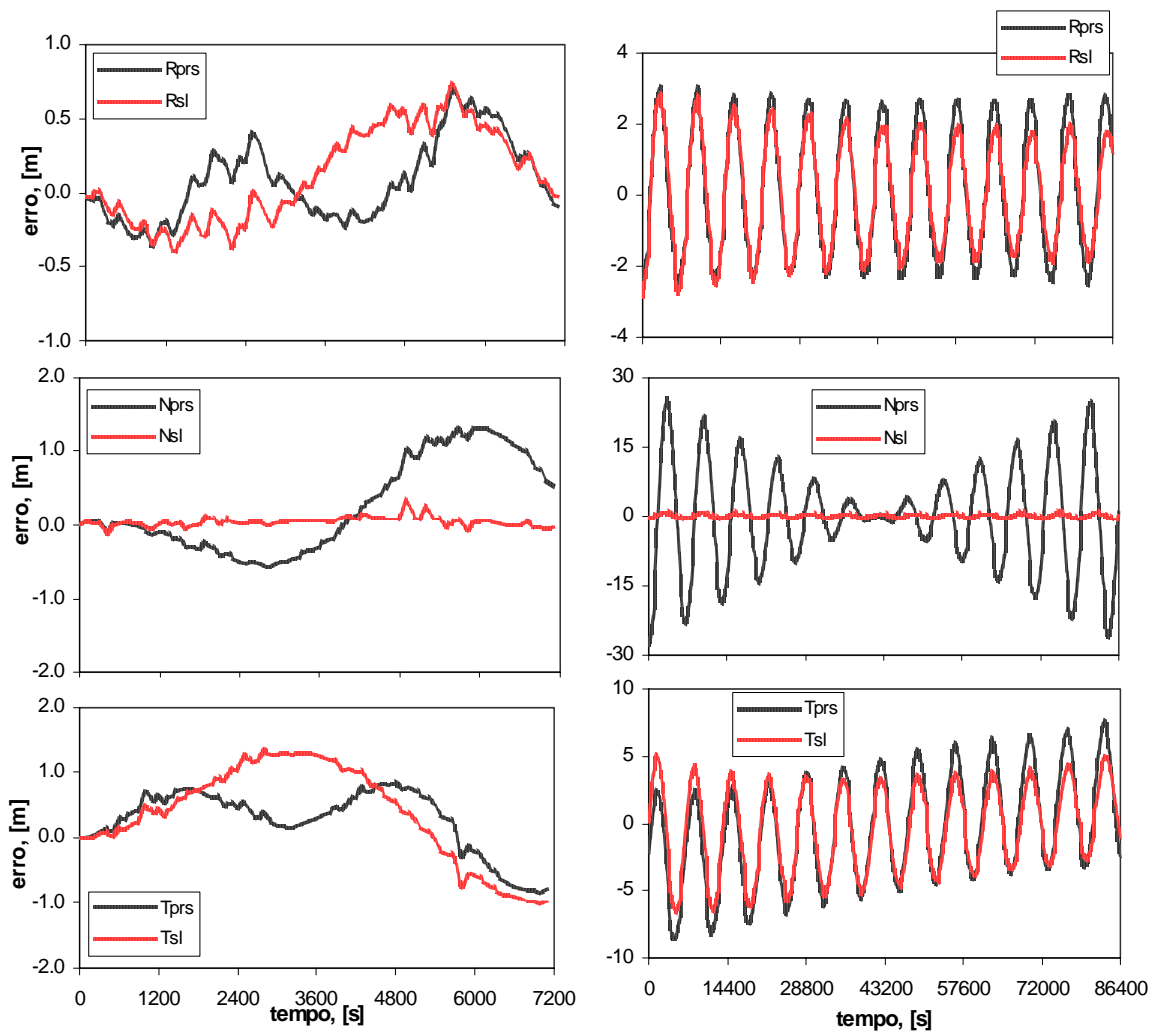 Rprs
Rsl
1.0
0.5
0.0
-0.5
-1.0
erro, [m]
Rprs
Rsl
4
2
0
-2
-4
Nprs
Nsl
2.0
1.0
0.0
-1.0
-2.0
erro, [m]
Nprs
Nsl
30
15
0
-15
-30
Tprs
Tsl
2.0
1.0
0.0
-1.0
-2.0
erro, [m]
0 1200 2400 3600 4800 6000 7200
tempo, [s]
Tprs
Tsl
10
5
0
-5
-10
0 14400 28800 43200 57600 72000 86400
tempo, [s]